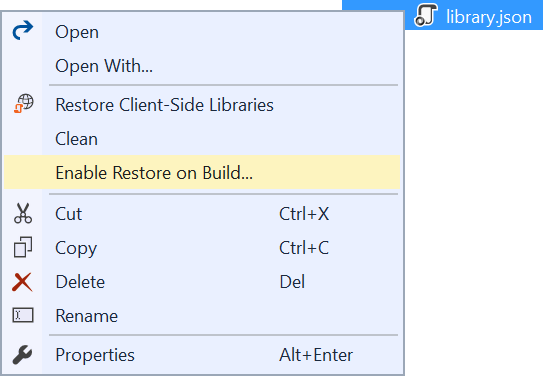 library.json
Open
Open With...
Restore Client-Side Libraries
Clean
Enable Restore on Build...
Cut Ctrl+X
Copy Ctrl+C
Delete Del
Rename
Properties Alt+Enter